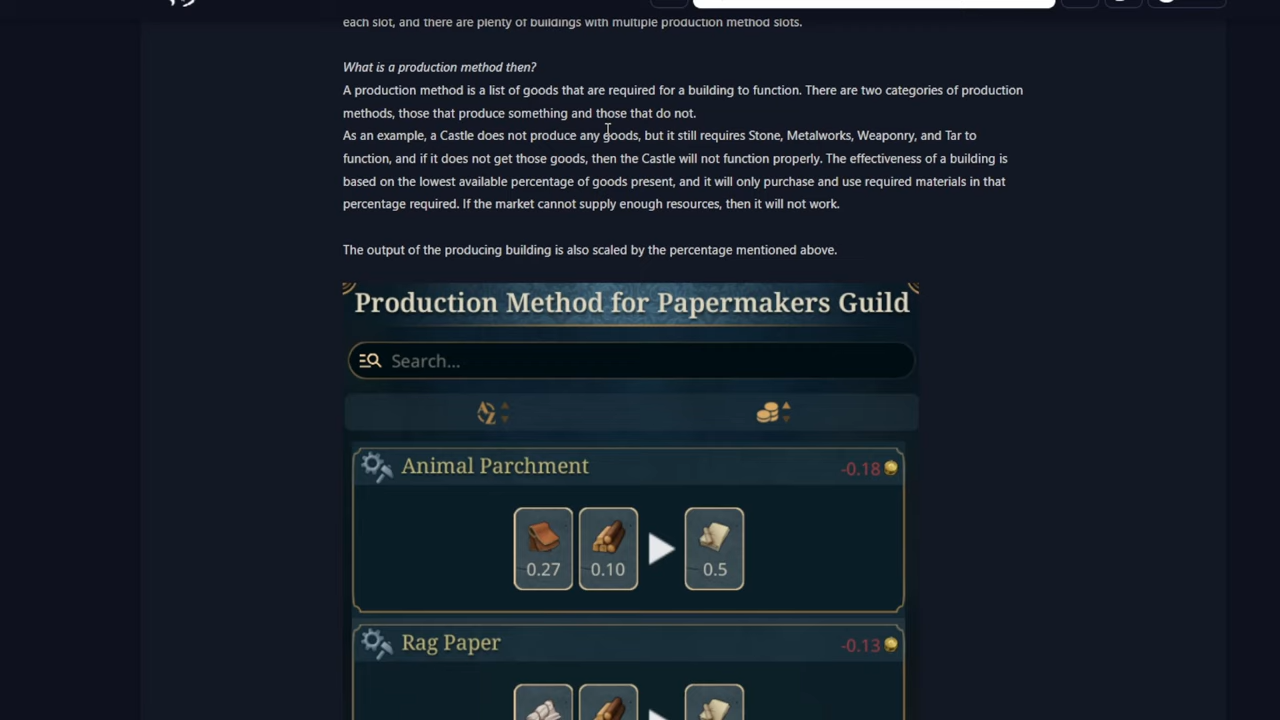 each slot, and there are plenty of buildings with multiple production method slots.
What is a production method then?
A production method is a list of goods that are required for a building to function. There are two categories of production
methods, those that produce something and those that do not.
As an example, a Castle does not produce any goods, but it still requires Stone, Metalworks, Weaponry, and Tar to
function, and if it does not get those goods, then the Castle will not function properly. The effectiveness of a building is
based on the lowest available percentage of goods present, and it will only purchase and use required materials in that
percentage required. If the market cannot supply enough resources, then it will not work.
The output of the producing building is also scaled by the percentage mentioned above.
Production Method for Papermakers Guild
Search...
Animal Parchment -0.18
0.27 0.10 0.5
Rag Paper -0.13